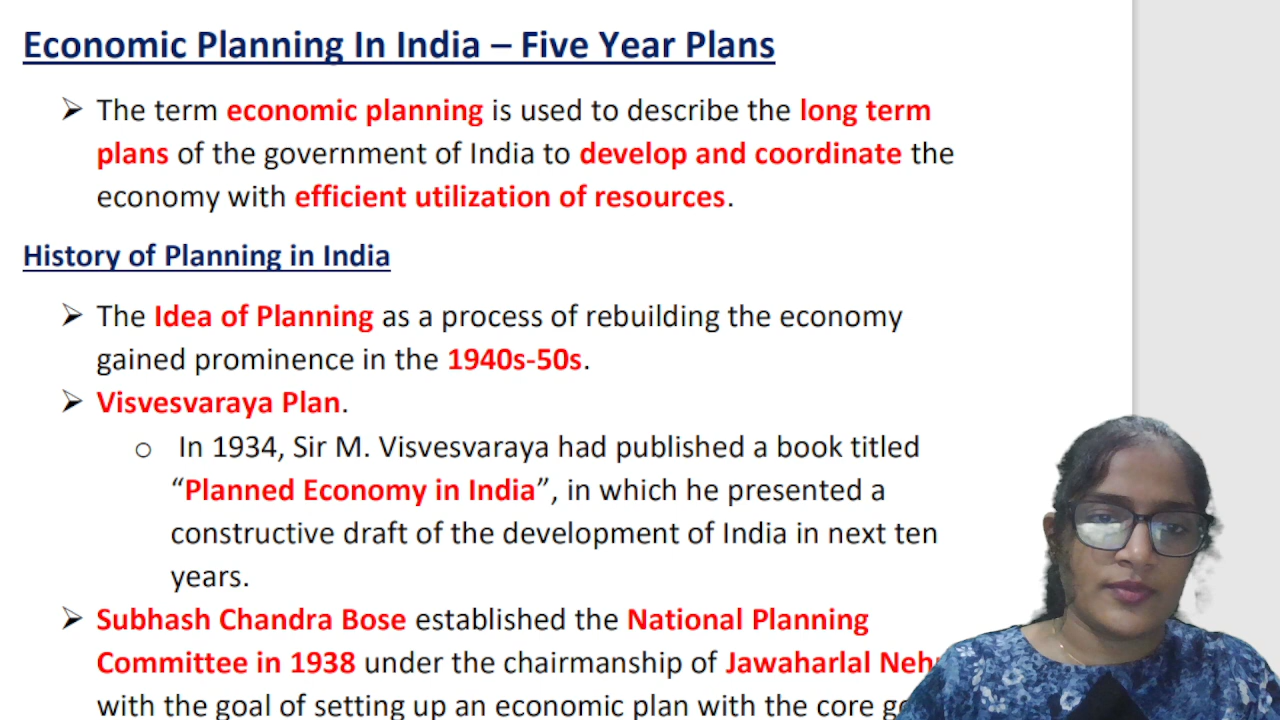 Economic Planning In India – Five Year Plans
➢ The term economic planning is used to describe the long term
plans of the government of India to develop and coordinate the
economy with efficient utilization of resources.
History of Planning in India
➢ The Idea of Planning as a process of rebuilding the economy
gained prominence in the 1940s-50s.
➢ Visvesvaraya Plan.
o In 1934, Sir M. Visvesvaraya had published a book titled
“Planned Economy in India”, in which he presented a
constructive draft of the development of India in next ten
years.
➢ Subhash Chandra Bose established the National Planning
Committee in 1938 under the chairmanship of Jawaharlal
with the goal of setting up an economic plan with the core